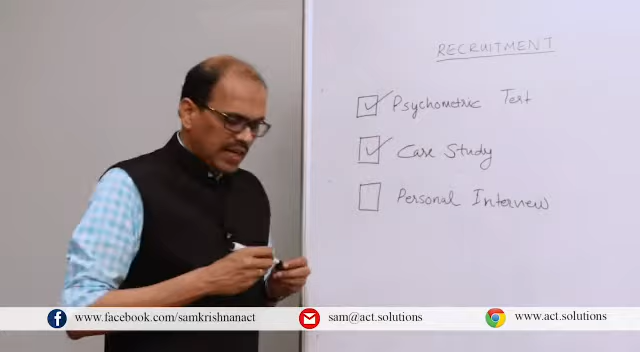 RECRUITMENT
Psychometric Test
Case Study
Personal Interview
www.facebook.com/samkrishnanact
sam@act.solutions
www.act.solutions